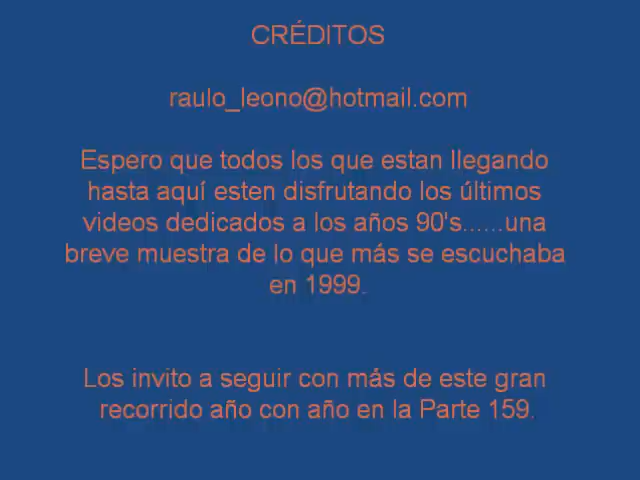 CRÉDITOS
raulo_leono@hotmail.com
Espero que todos los que estan llegando
hasta aquí esten disfrutando los últimos
videos dedicados a los años 90's......una
breve muestra de lo que más se escuchaba
en 1999.
Los invito a seguir con más de este gran
recorrido año con año en la Parte 159.